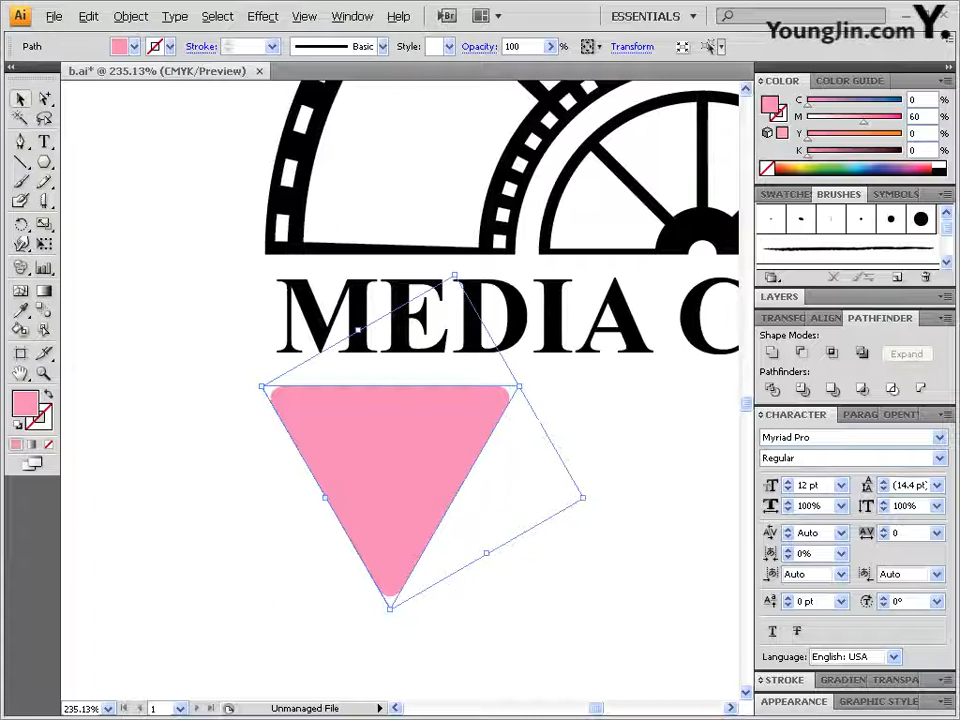 Ai File Edit Object Type Select Effect View Window Help Br ESSENTIALS
YoungJin.com Y.
Path Stroke: Basic Style: Opacity: 100 % Transform
b.ai* @ 235.13% (CMYK/Preview) ×
COLOR COLOR GUIDE
C 0 %
M 60 %
Y 0 %
K 0 %
SWATCHE BRUSHES SYMBOLS
LAYERS
TRANSFO ALIGN PATHFINDER
Shape Modes:
Expand
Pathfinders:
CHARACTER PARAG OPENT
Myriad Pro
Regular
12 pt (14.4 pt)
100% 100%
Auto 0
0%
Auto Auto
0 pt 0°
T T
Language: English: USA
STROKE GRADIEN TRANSPA
APPEARANCE GRAPHIC STYLE
MEDIA C
235.13% 1 Unmanaged File